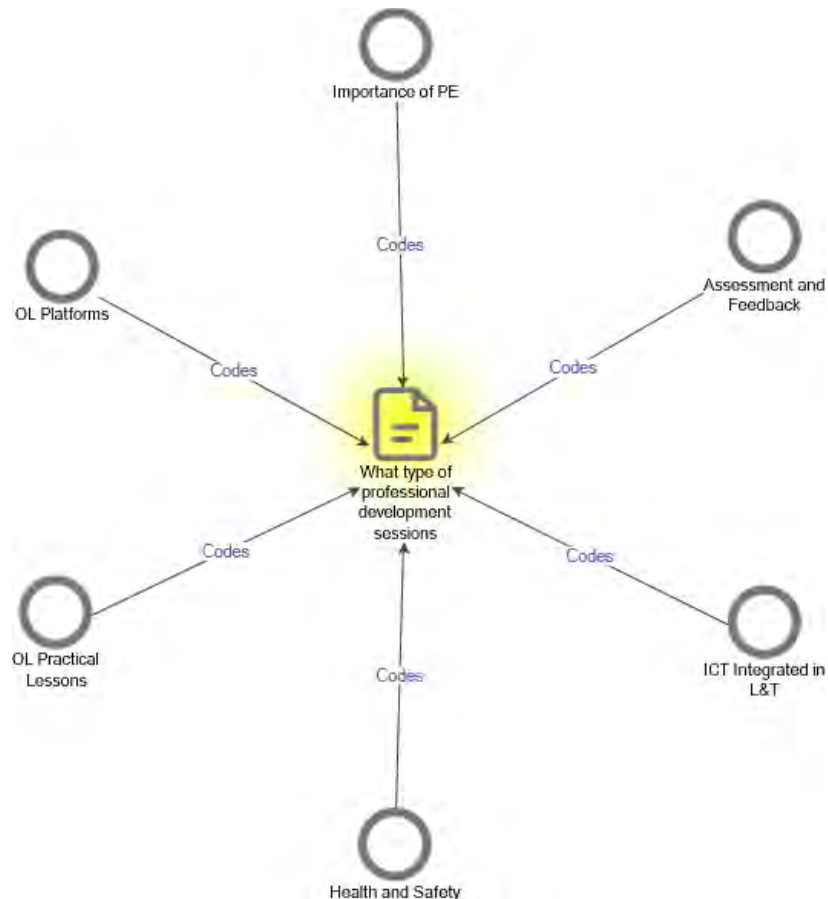 Importance of PE
Codes
Assessment and
Feedback
Codes
OL Platforms
Codes
What type of
professional
development
sessions
Codes
OL Practical
Lessons
Codes
ICT Integrated in
L&T
Codes
Health and Safety